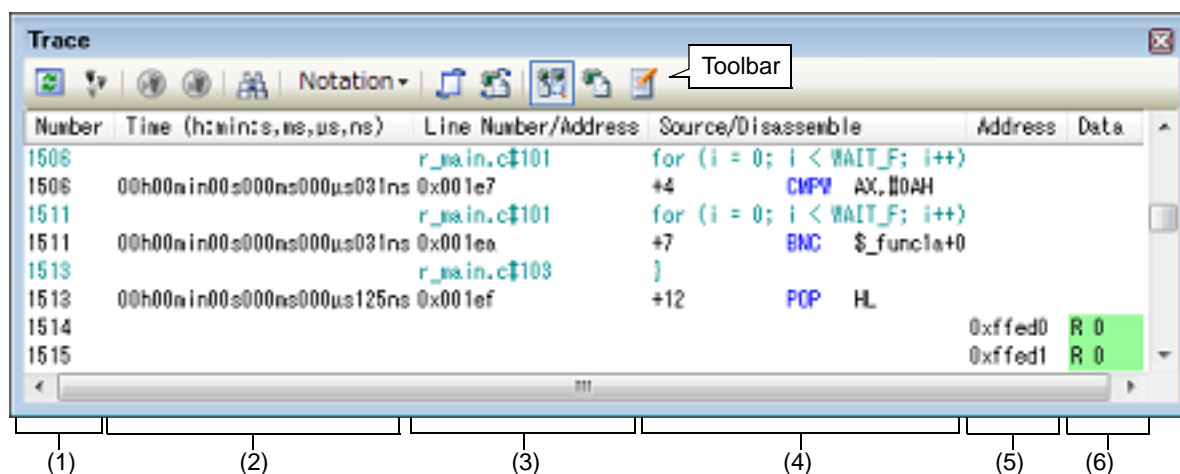 Trace
Notation
Toolbar
Number Time (h:min:s,ms,µs,ns) Line Number/Address Source/Disassemble Address Data
1506 r_main.c#101 for (i = 0; i < WAIT_F; i++)
1506 00h00min00s000ms000µs031ns 0x001e7 +4 CMPW AX,#0AH
1511 r_main.c#101 for (i = 0; i < WAIT_F; i++)
1511 00h00min00s000ms000µs031ns 0x001ea +7 BNC $_func1a+0
1513 r_main.c#103 }
1513 00h00min00s000ms000µs125ns 0x001ef +12 POP HL
1514 0xffed0 R 0
1515 0xffed1 R 0
(1) (2) (3) (4) (5) (6)